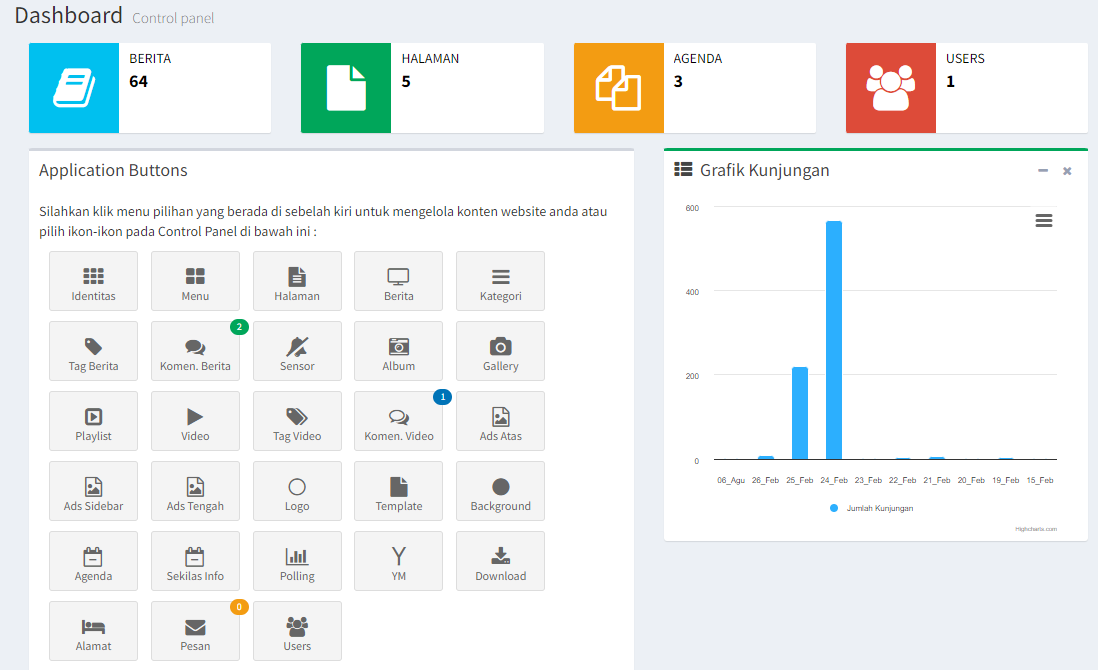 Dashboard Control panel
BERITA
64
HALAMAN
5
AGENDA
3
USERS
1
Application Buttons
Silahkan klik menu pilihan yang berada di sebelah kiri untuk mengelola konten website anda atau
pilih ikon-ikon pada Control Panel di bawah ini :
Identitas
Menu
Halaman
Berita
Kategori
Tag Berita
2
Komen. Berita
Sensor
Album
Gallery
Playlist
Video
Tag Video
1
Komen. Video
Ads Atas
Ads Sidebar
Ads Tengah
Logo
Template
Background
Agenda
Sekilas Info
Polling
YM
Download
Alamat
0
Pesan
Users
Grafik Kunjungan
600
400
200
0
06_Agu 26_Feb 25_Feb 24_Feb 23_Feb 22_Feb 21_Feb 20_Feb 19_Feb 15_Feb
Jumlah Kunjungan
Highcharts.com